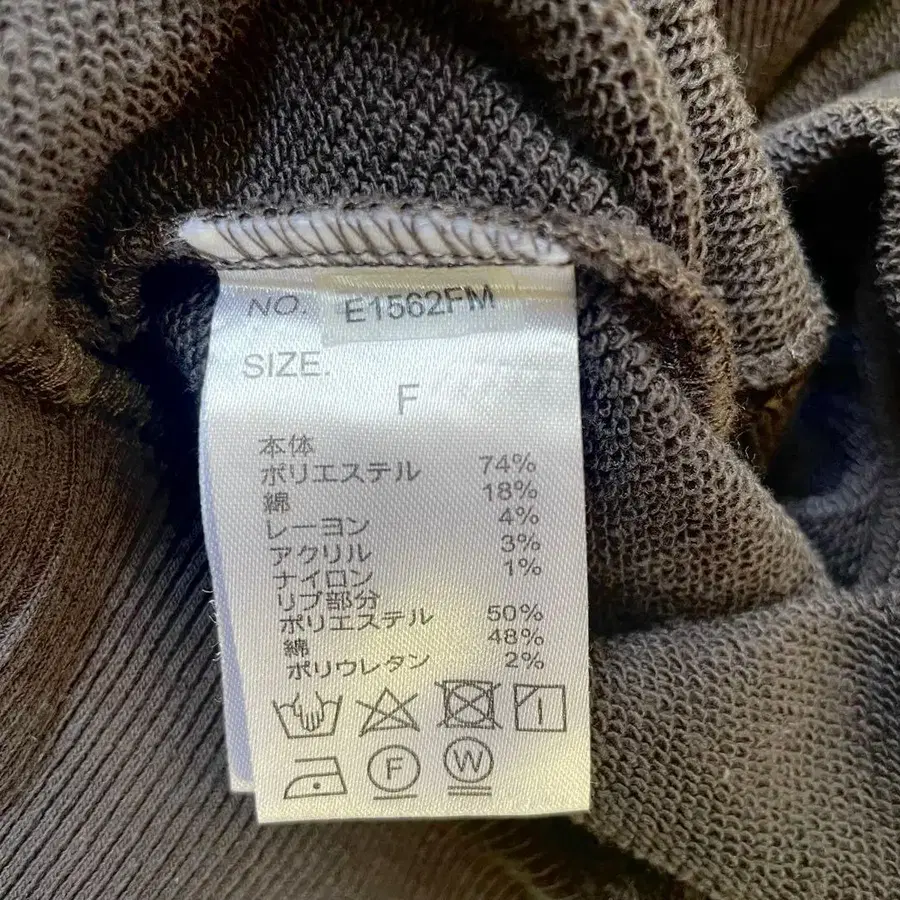 NO. E1562FM
SIZE.
F
本体
ポリエステル 74%
綿 18%
レーヨン 4%
アクリル 3%
ナイロン 1%
リブ部分
ポリエステル 50%
綿 48%
ポリウレタン 2%
F W